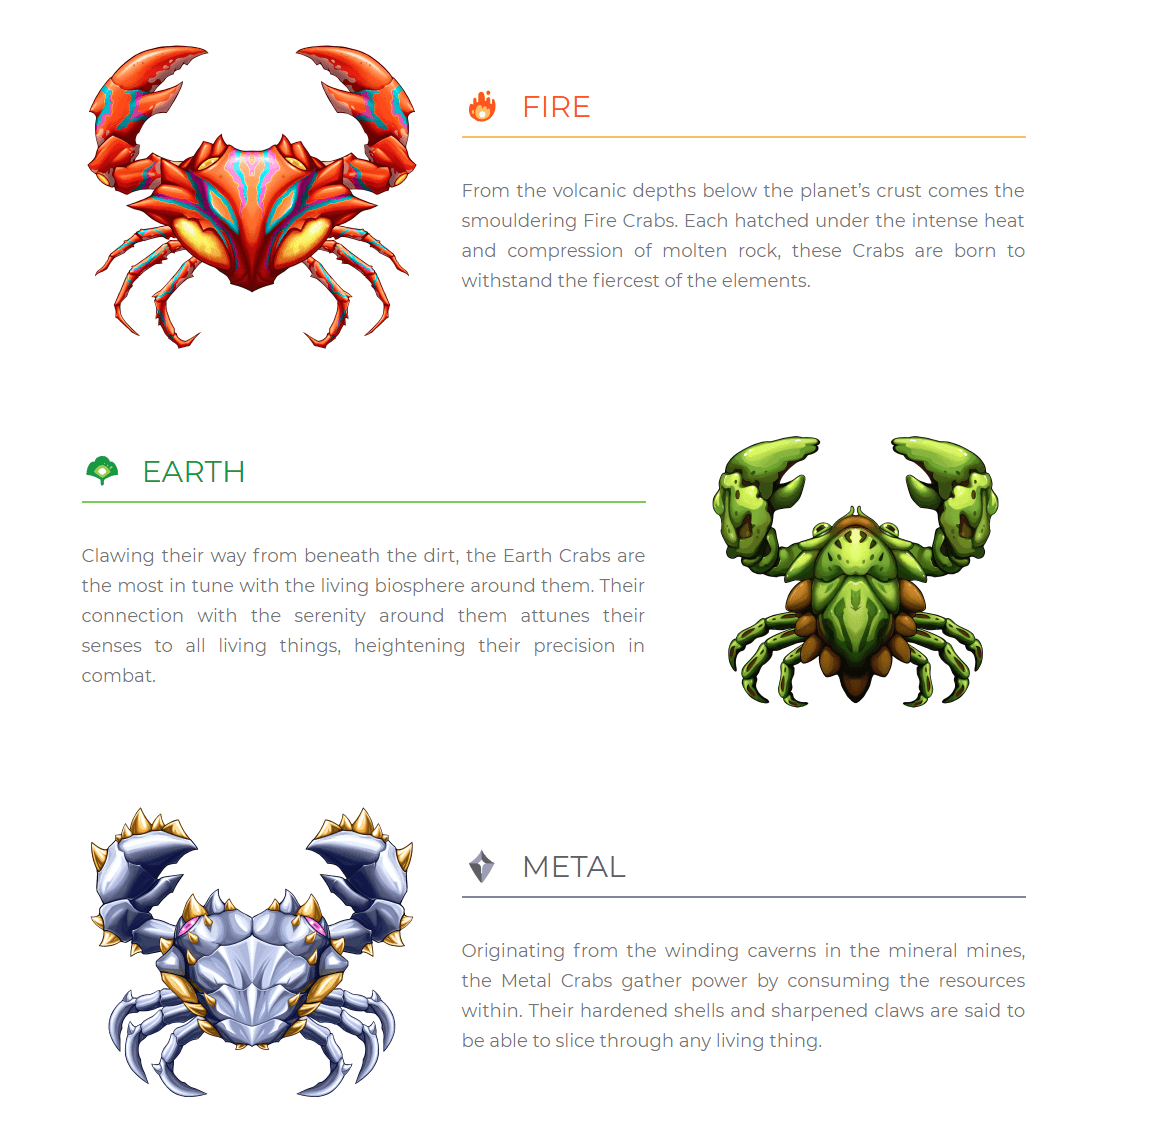 FIRE
From the volcanic depths below the planet’s crust comes the
smouldering Fire Crabs. Each hatched under the intense heat
and compression of molten rock, these Crabs are born to
withstand the fiercest of the elements.
EARTH
Clawing their way from beneath the dirt, the Earth Crabs are
the most in tune with the living biosphere around them. Their
connection with the serenity around them attunes their
senses to all living things, heightening their precision in
combat.
METAL
Originating from the winding caverns in the mineral mines,
the Metal Crabs gather power by consuming the resources
within. Their hardened shells and sharpened claws are said to
be able to slice through any living thing.